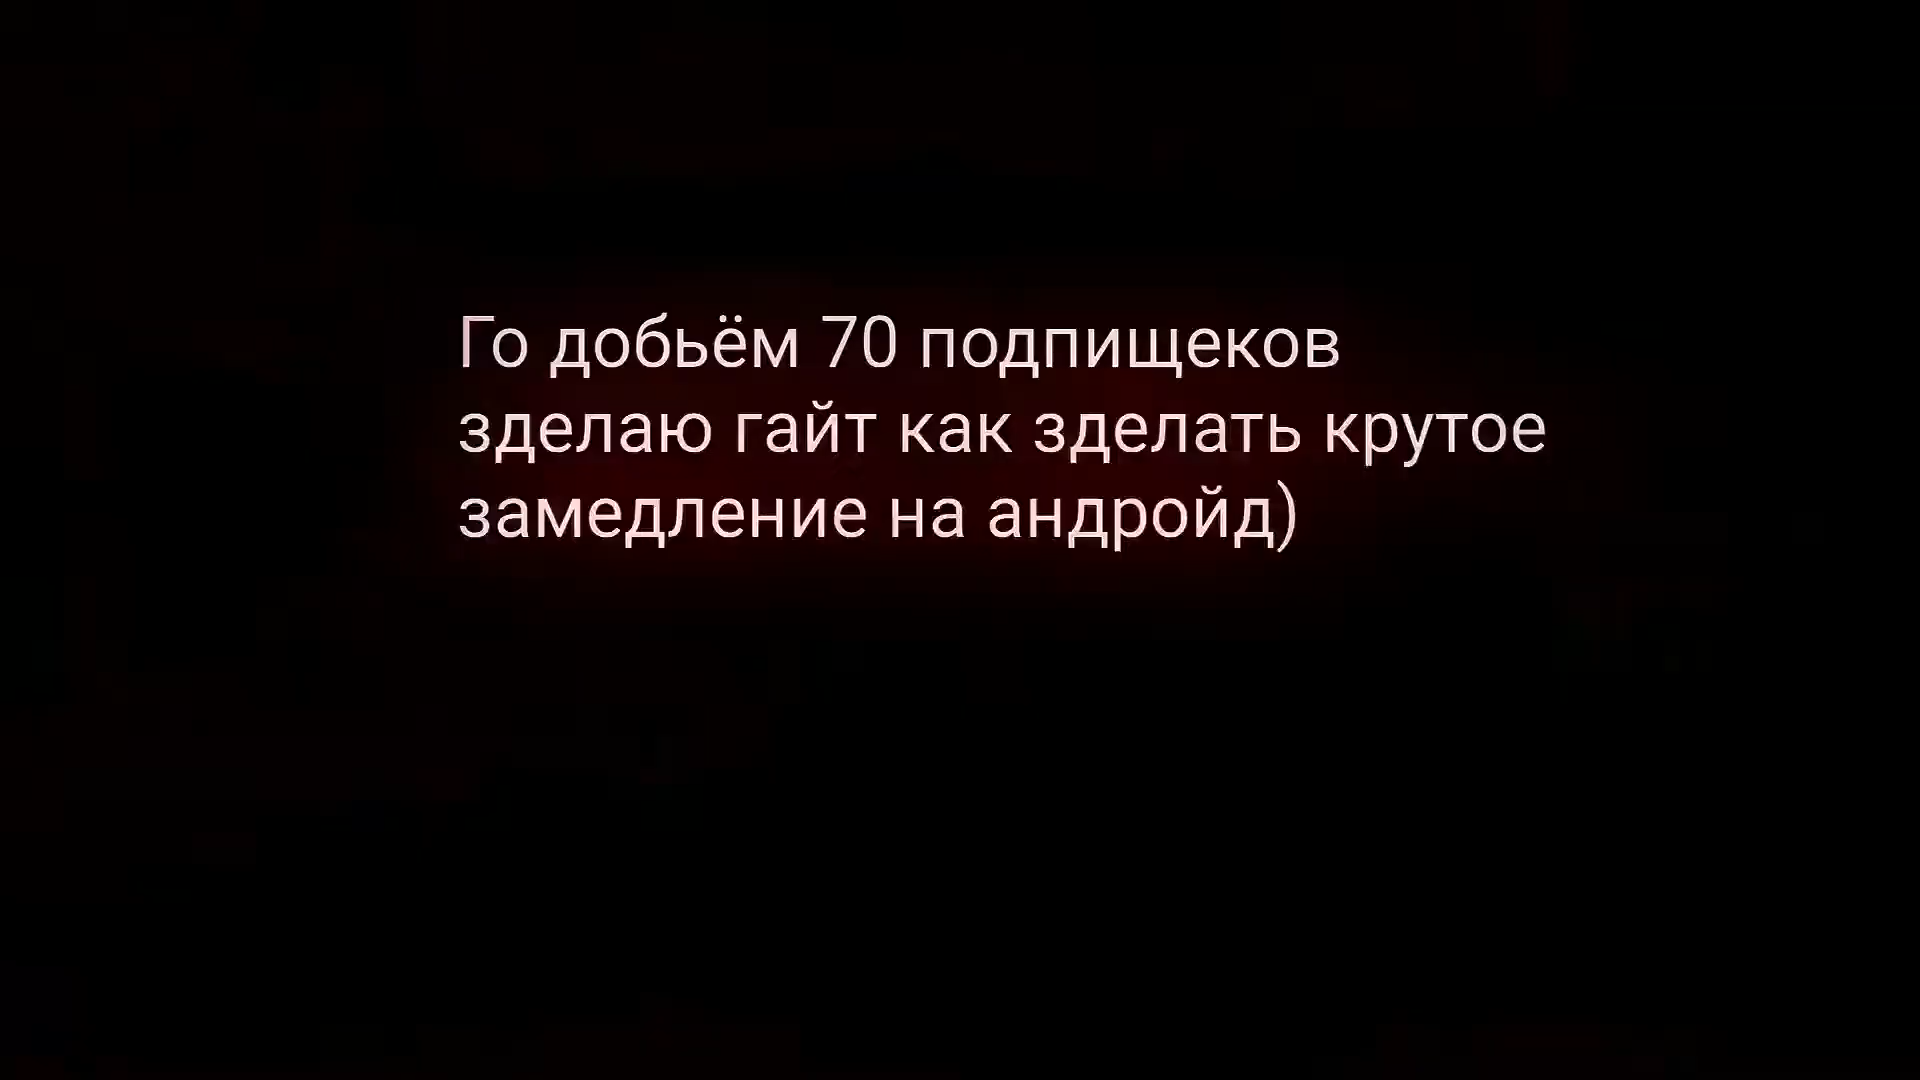 Го добьём 70 подпищеков
зделаю гайт как зделать крутое
замедление на андройд)